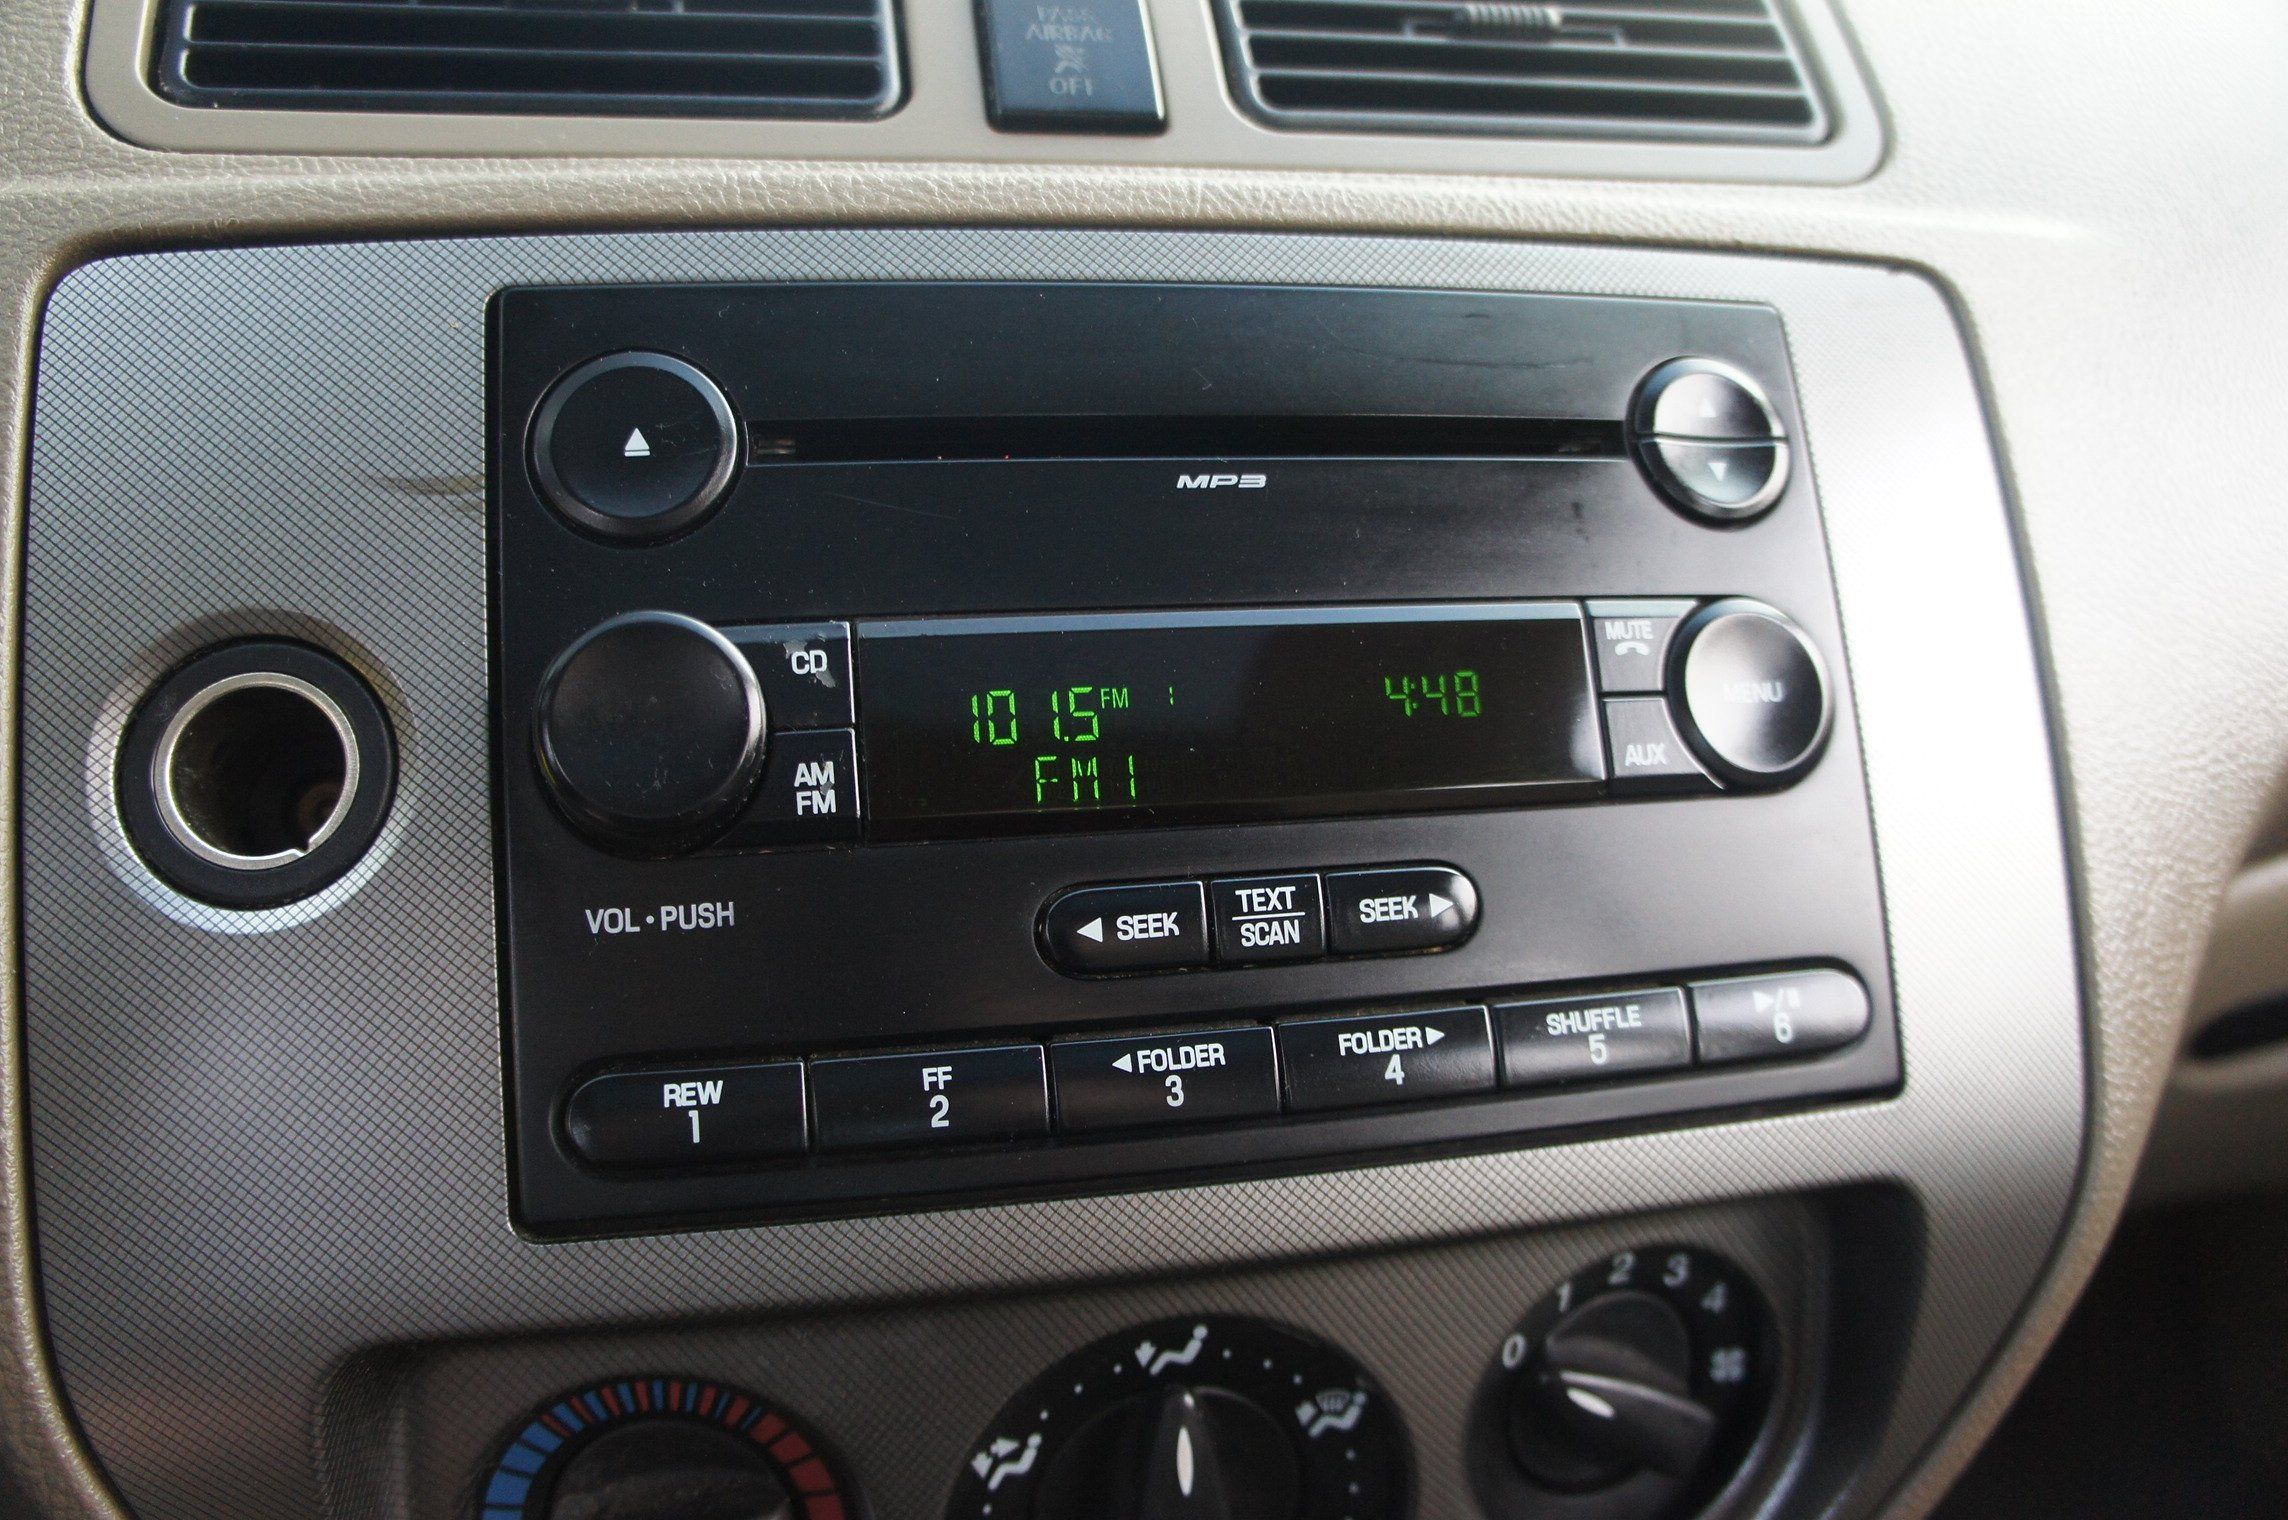 PASS
AIRBAG
OFF
MP3
CD
MUTE
101.5 FM 1 4:48
MENU
AM
FM
FM1
AUX
VOL • PUSH
◀ SEEK
TEXT
SCAN
SEEK ▶
REW
1
FF
2
◀ FOLDER
3
FOLDER ▶
4
SHUFFLE
5
▶/II
6
0 1 2 3 4